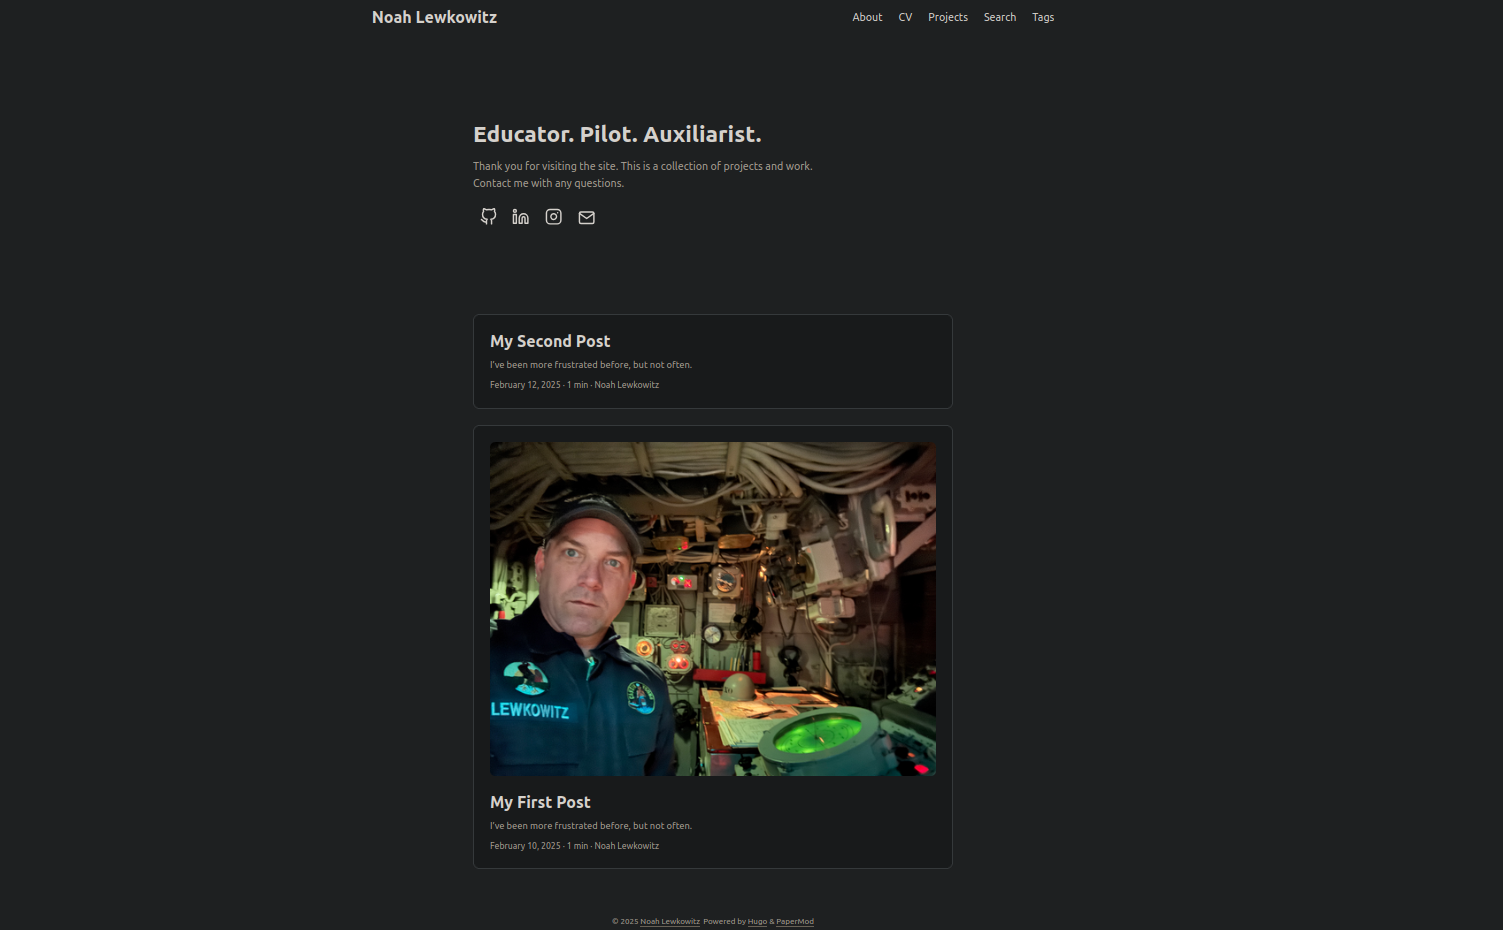 Noah Lewkowitz
About CV Projects Search Tags
Educator. Pilot. Auxiliarist.
Thank you for visiting the site. This is a collection of projects and work.
Contact me with any questions.
My Second Post
I've been more frustrated before, but not often.
February 12, 2025 · 1 min · Noah Lewkowitz
LEWKOWITZ
My First Post
I've been more frustrated before, but not often.
February 10, 2025 · 1 min · Noah Lewkowitz
© 2025 Noah Lewkowitz Powered by Hugo & PaperMod